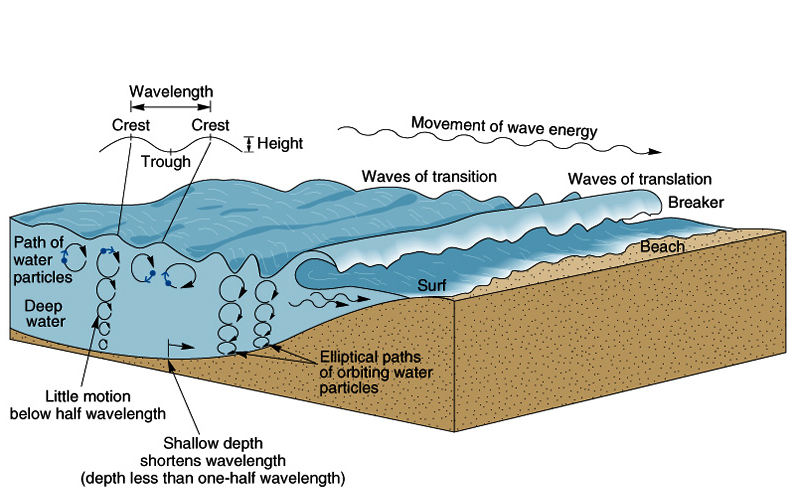 Wavelength
Crest
Crest
Height
Trough
Movement of wave energy
Waves of transition
Waves of translation
Breaker
Beach
Surf
Path of
water
particles
Deep
water
Elliptical paths
of orbiting water
particles
Little motion
below half wavelength
Shallow depth
shortens wavelength
(depth less than one-half wavelength)